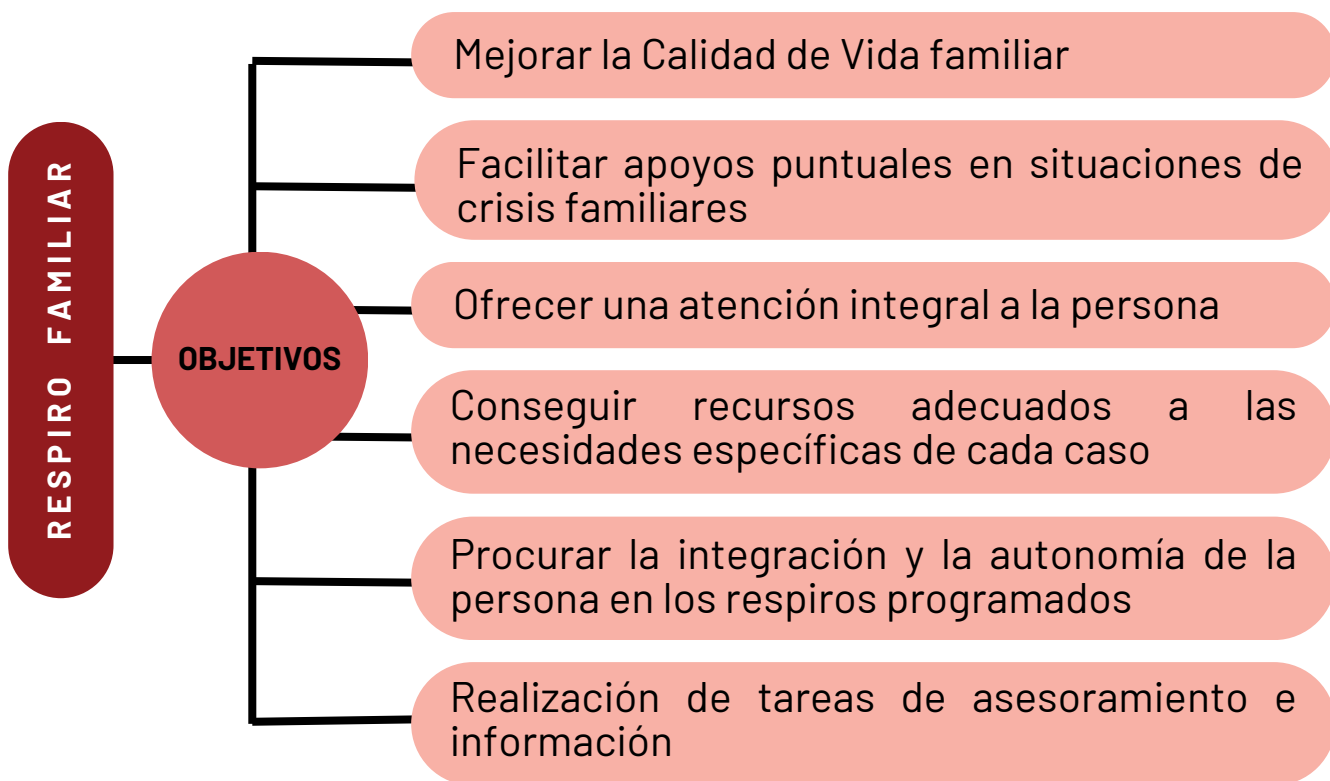 RESPIRO FAMILIAR
OBJETIVOS
Mejorar la Calidad de Vida familiar
Facilitar apoyos puntuales en situaciones de
crisis familiares
Ofrecer una atención integral a la persona
Conseguir recursos adecuados a las
necesidades específicas de cada caso
Procurar la integración y la autonomía de la
persona en los respiros programados
Realización de tareas de asesoramiento e
información